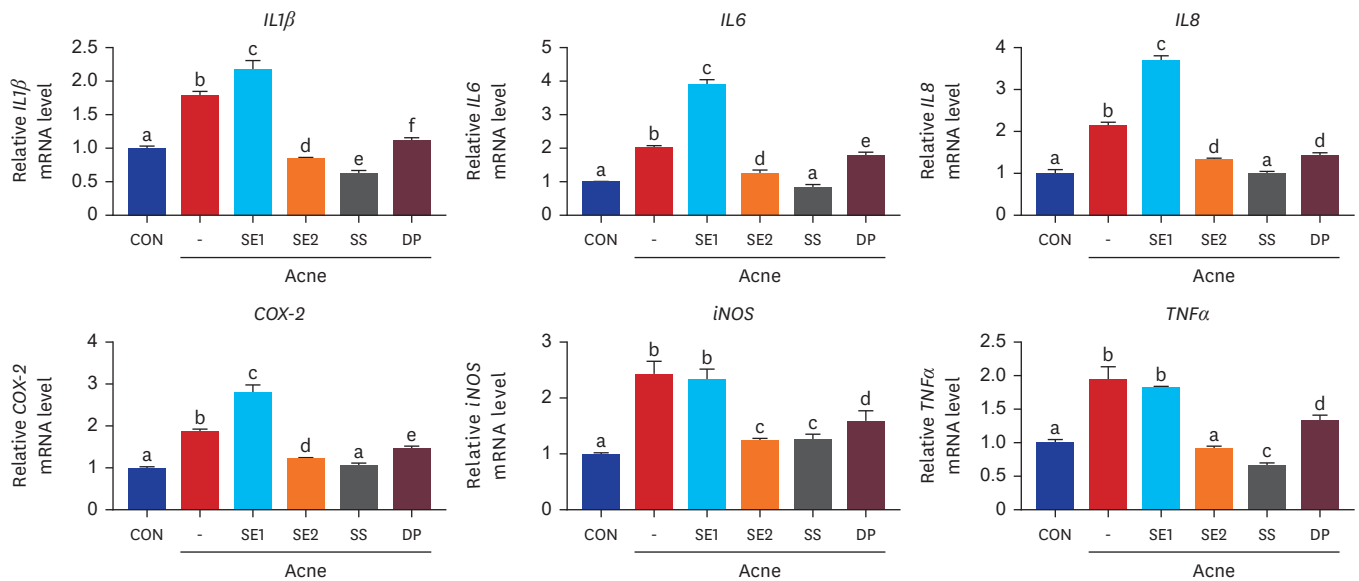 IL1β
Relative IL1β
mRNA level
2.5
2.0
1.5
1.0
0.5
0
a
b
c
d
e
f
CON
-
SE1
SE2
SS
DP
Acne
IL6
Relative IL6
mRNA level
5
4
3
2
1
0
a
b
c
d
a
e
CON
-
SE1
SE2
SS
DP
Acne
IL8
Relative IL8
mRNA level
4
3
2
1
0
a
b
c
d
a
d
CON
-
SE1
SE2
SS
DP
Acne
COX-2
Relative COX-2
mRNA level
4
3
2
1
0
a
b
c
d
a
e
CON
-
SE1
SE2
SS
DP
Acne
iNOS
Relative iNOS
mRNA level
3
2
1
0
a
b
b
c
c
d
CON
-
SE1
SE2
SS
DP
Acne
TNFα
Relative TNFα
mRNA level
2.5
2.0
1.5
1.0
0.5
0
a
b
b
a
c
d
CON
-
SE1
SE2
SS
DP
Acne